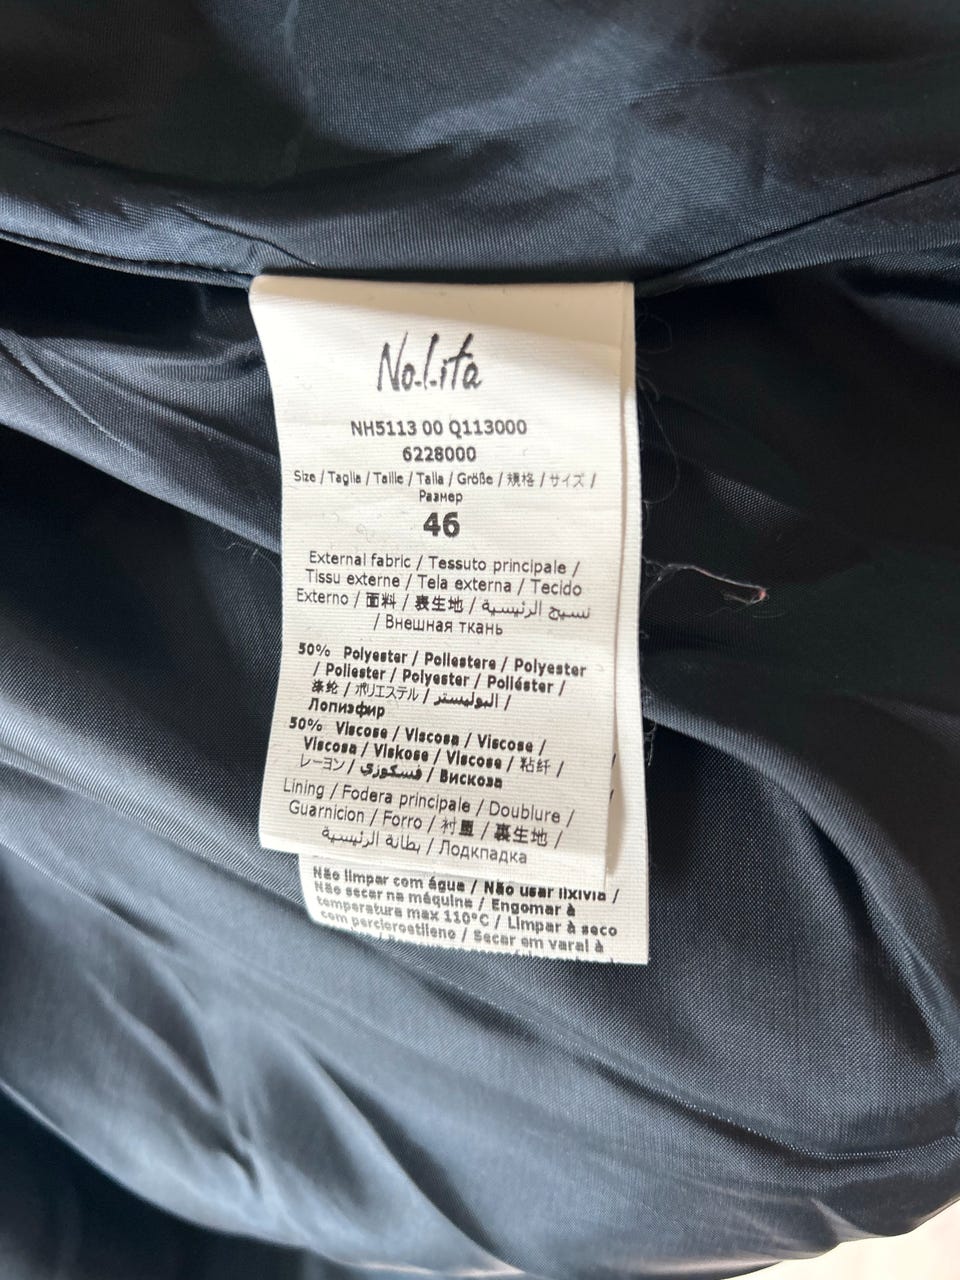 No.l.ita
NH5113 00 Q113000
6228000
Size / Taglia / Taille / Talla / Größe / 規格 / サイズ /
Размер
46
External fabric / Tessuto principale /
Tissu externe / Tela externa / Tecido
Externo / 面料 / 表生地 / نسيج الرئيسية
/ Внешная ткань
50% Polyester / Poliestere / Polyester
/ Poliester / Polyester / Poliéster /
涤纶 / ポリエステル / البوليستر /
Лопиэфир
50% Viscose / Viscosa / Viscose /
Viscosa / Viskose / Viscose / 粘纤 /
レーヨン / فسكوزي / Вискоза
Lining / Fodera principale / Doublure /
Guarnicion / Forro / 衬里 / 裏生地 /
بطانة الرئيسية / Лодкпадка
Não limpar com água / Não usar lixivia /
Não secar na máquina / Engomar à
temperatura max 110°C / Limpar à seco
com percloroetileno / Secar em varal à